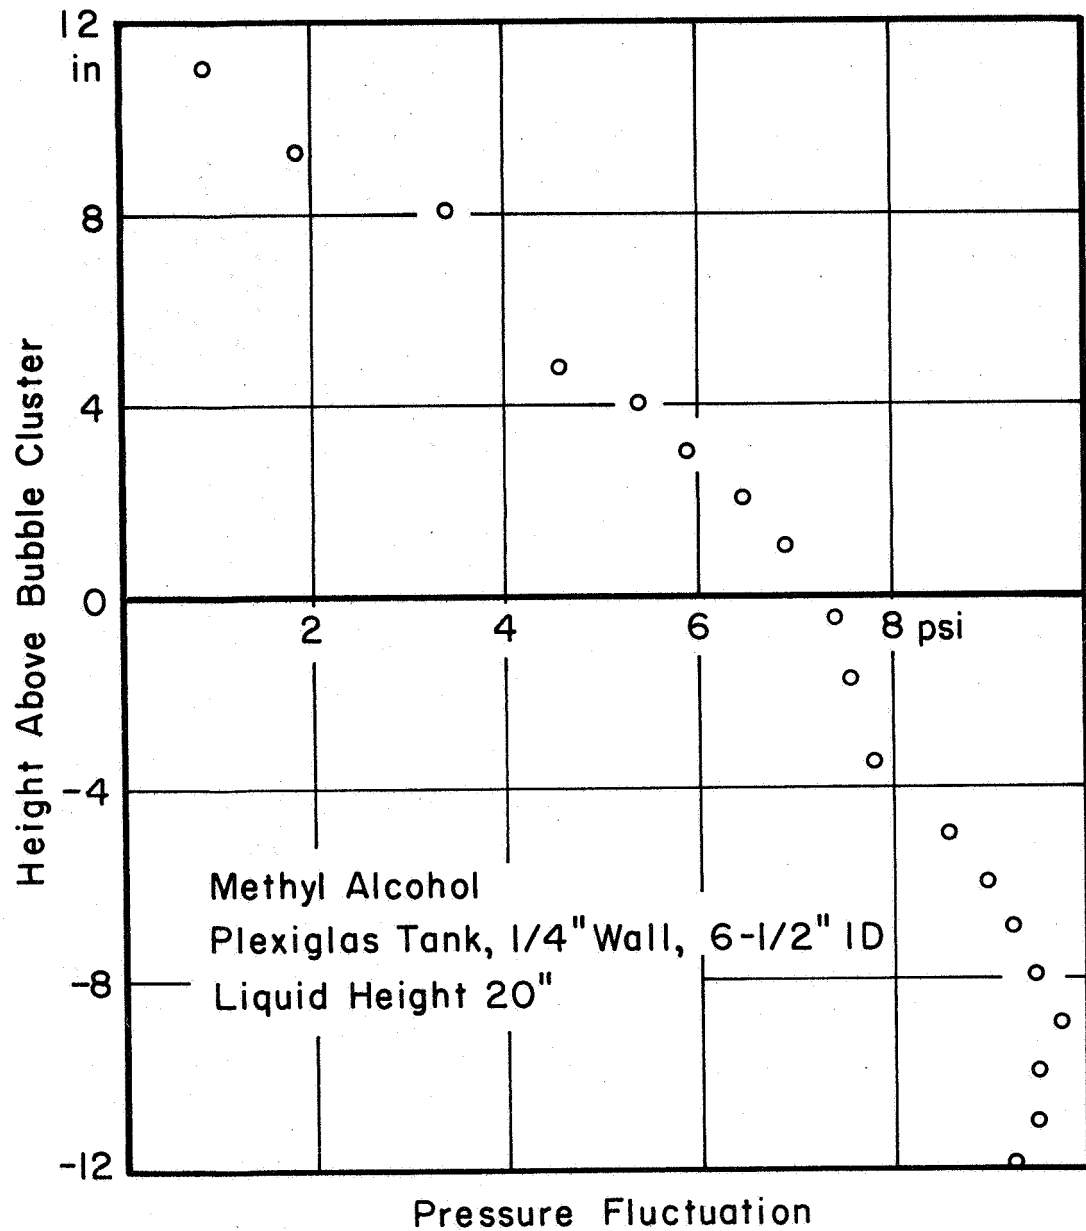 12
in
8
4
0
2
4
6
8 psi
-4
-8
-12
Height Above Bubble Cluster
Methyl Alcohol
Plexiglas Tank, 1/4" Wall, 6-1/2" ID
Liquid Height 20"
Pressure Fluctuation